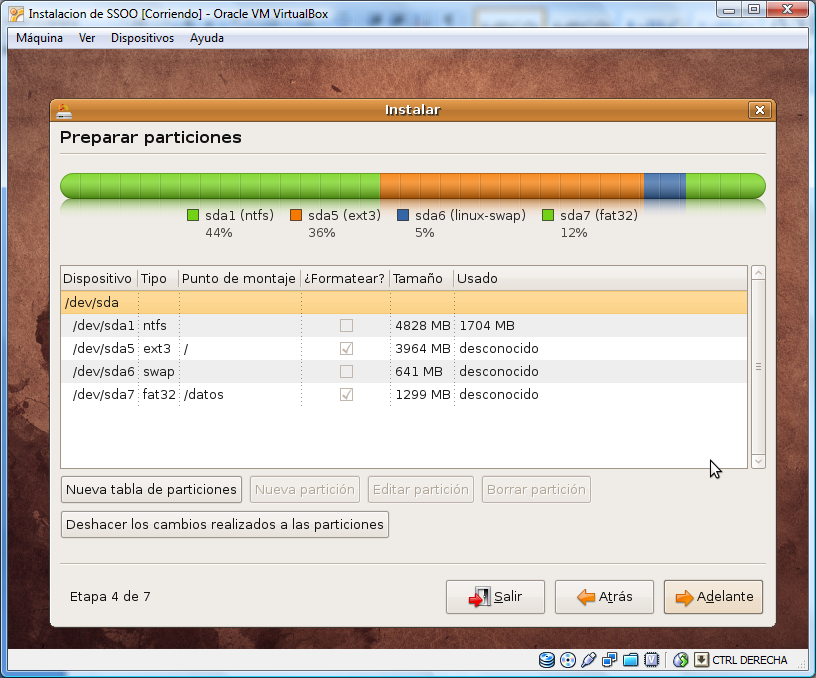 Instalacion de SSOO [Corriendo] - Oracle VM VirtualBox
Máquina Ver Dispositivos Ayuda
Instalar
Preparar particiones
sda1 (ntfs) sda5 (ext3) sda6 (linux-swap) sda7 (fat32)
44% 36% 5% 12%
Dispositivo Tipo Punto de montaje ¿Formatear? Tamaño Usado
/dev/sda
/dev/sda1 ntfs 4828 MB 1704 MB
/dev/sda5 ext3 / 3964 MB desconocido
/dev/sda6 swap 641 MB desconocido
/dev/sda7 fat32 /datos 1299 MB desconocido
Nueva tabla de particiones Nueva partición Editar partición Borrar partición
Deshacer los cambios realizados a las particiones
Etapa 4 de 7 Salir Atrás Adelante
CTRL DERECHA